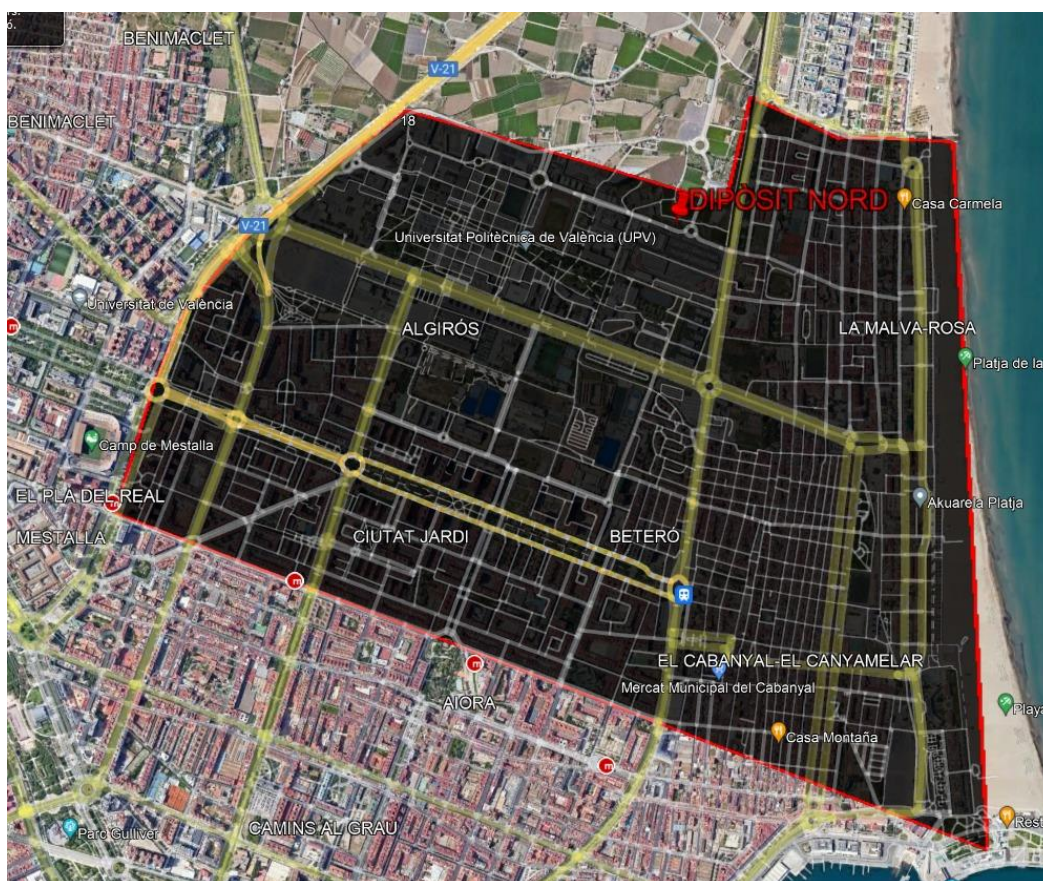 ó.
BENIMACLET
V-21
BENIMACLET
18
DIPÒSIT NORD
Casa Carmela
V-21
Universitat Politècnica de València (UPV)
Universitat de València
ALGIRÓS
LA MALVA-ROSA
Platja de la
Camp de Mestalla
EL PLA DEL REAL
Akuarela Platja
MESTALLA
CIUTAT JARDI
BETERÓ
EL CABANYAL-EL CANYAMELAR
Mercat Municipal del Cabanyal
AIORA
Playa
Casa Montaña
Parc Gulliver
CAMINS AL GRAU
Rest